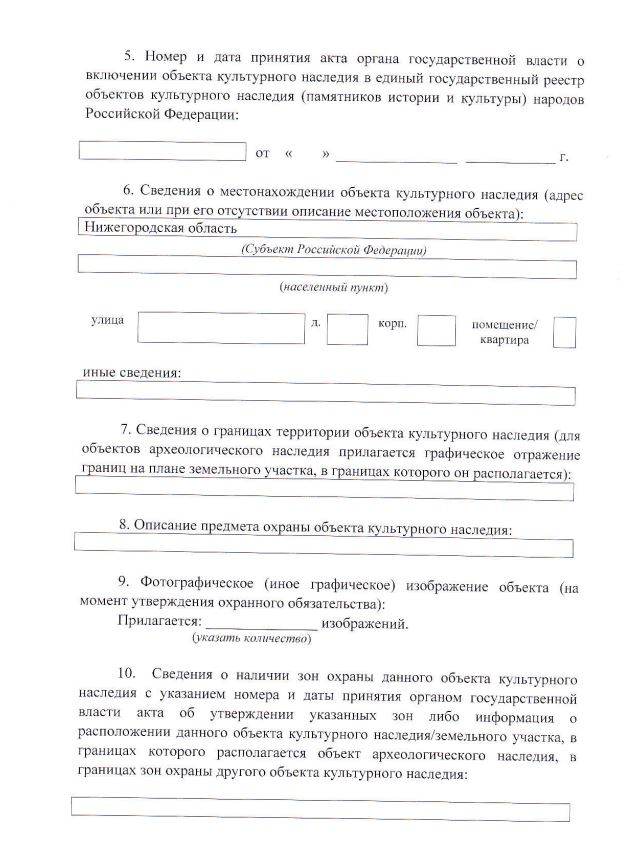 5. Номер и дата принятия акта органа государственной власти о
включении объекта культурного наследия в единый государственный реестр
объектов культурного наследия (памятников истории и культуры) народов
Российской Федерации:
от « » ________________ ____________ г.
6. Сведения о местонахождении объекта культурного наследия (адрес
объекта или при его отсутствии описание местоположения объекта):
Нижегородская область
(Субъект Российской Федерации)
(населенный пункт)
улица д. корп. помещение/
квартира
иные сведения:
7. Сведения о границах территории объекта культурного наследия (для
объектов археологического наследия прилагается графическое отражение
границ на плане земельного участка, в границах которого он располагается):
8. Описание предмета охраны объекта культурного наследия:
9. Фотографическое (иное графическое) изображение объекта (на
момент утверждения охранного обязательства):
Прилагается: _______________ изображений.
(указать количество)
10. Сведения о наличии зон охраны данного объекта культурного
наследия с указанием номера и даты принятия органом государственной
власти акта об утверждении указанных зон либо информация о
расположении данного объекта культурного наследия/земельного участка, в
границах которого располагается объект археологического наследия, в
границах зон охраны другого объекта культурного наследия: